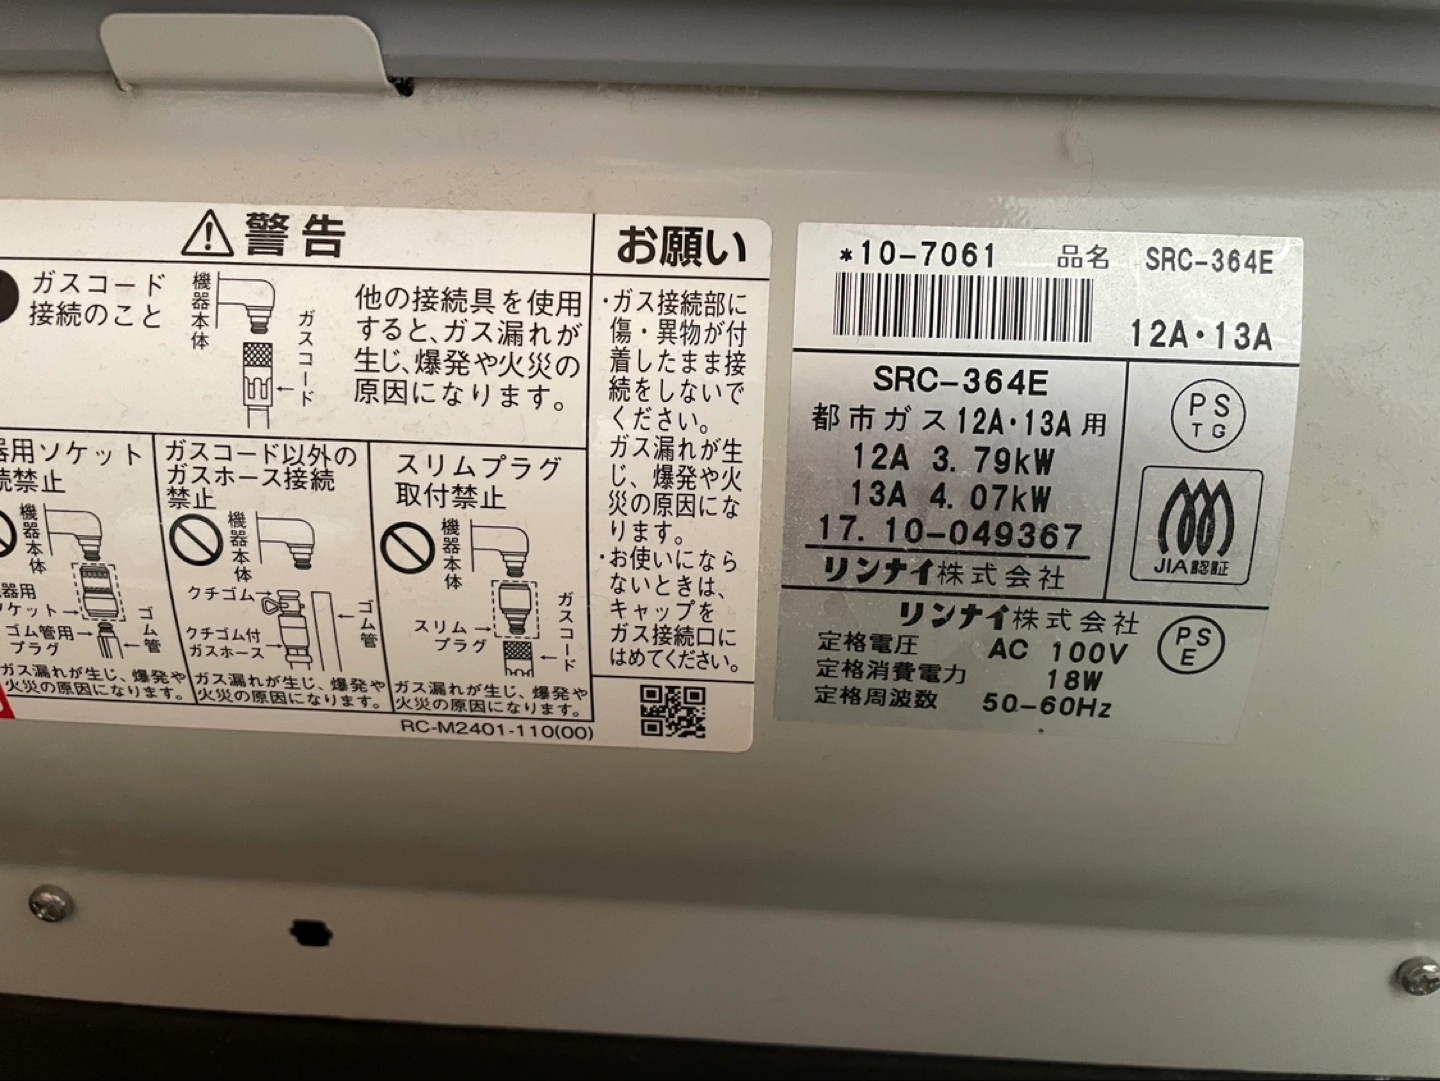 警告
ガスコード
接続のこと
機器本体
ガスコード
他の接続具を使用
すると、ガス漏れが
生じ、爆発や火災の
原因になります。
器用ソケット
続禁止
機器本体
器用
ソケット
ゴム管用
プラグ
ゴム管
ガス漏れが生じ、爆発や
火災の原因になります。
ガスコード以外の
ガスホース接続
禁止
機器本体
クチゴム
クチゴム付
ガスホース
ゴム管
ガス漏れが生じ、爆発や
火災の原因になります。
スリムプラグ
取付禁止
機器本体
スリム
プラグ
ガスコード
ガス漏れが生じ、爆発や
火災の原因になります。
RC-M2401-110(00)
お願い
・ガス接続部に
傷・異物が付
着したまま接
続をしないで
ください。
ガス漏れが生
じ、爆発や火
災の原因にな
ります。
・お使いになら
ないときは、
キャップを
ガス接続口に
はめてください。
*10-7061 品名 SRC-364E
12A・13A
SRC-364E
都市ガス12A・13A用
12A 3.79kW
13A 4.07kW
17.10-049367
リンナイ株式会社
PS
TG
JIA認証
リンナイ株式会社
定格電圧 AC 100V
定格消費電力 18W
定格周波数 50-60Hz
PS
E